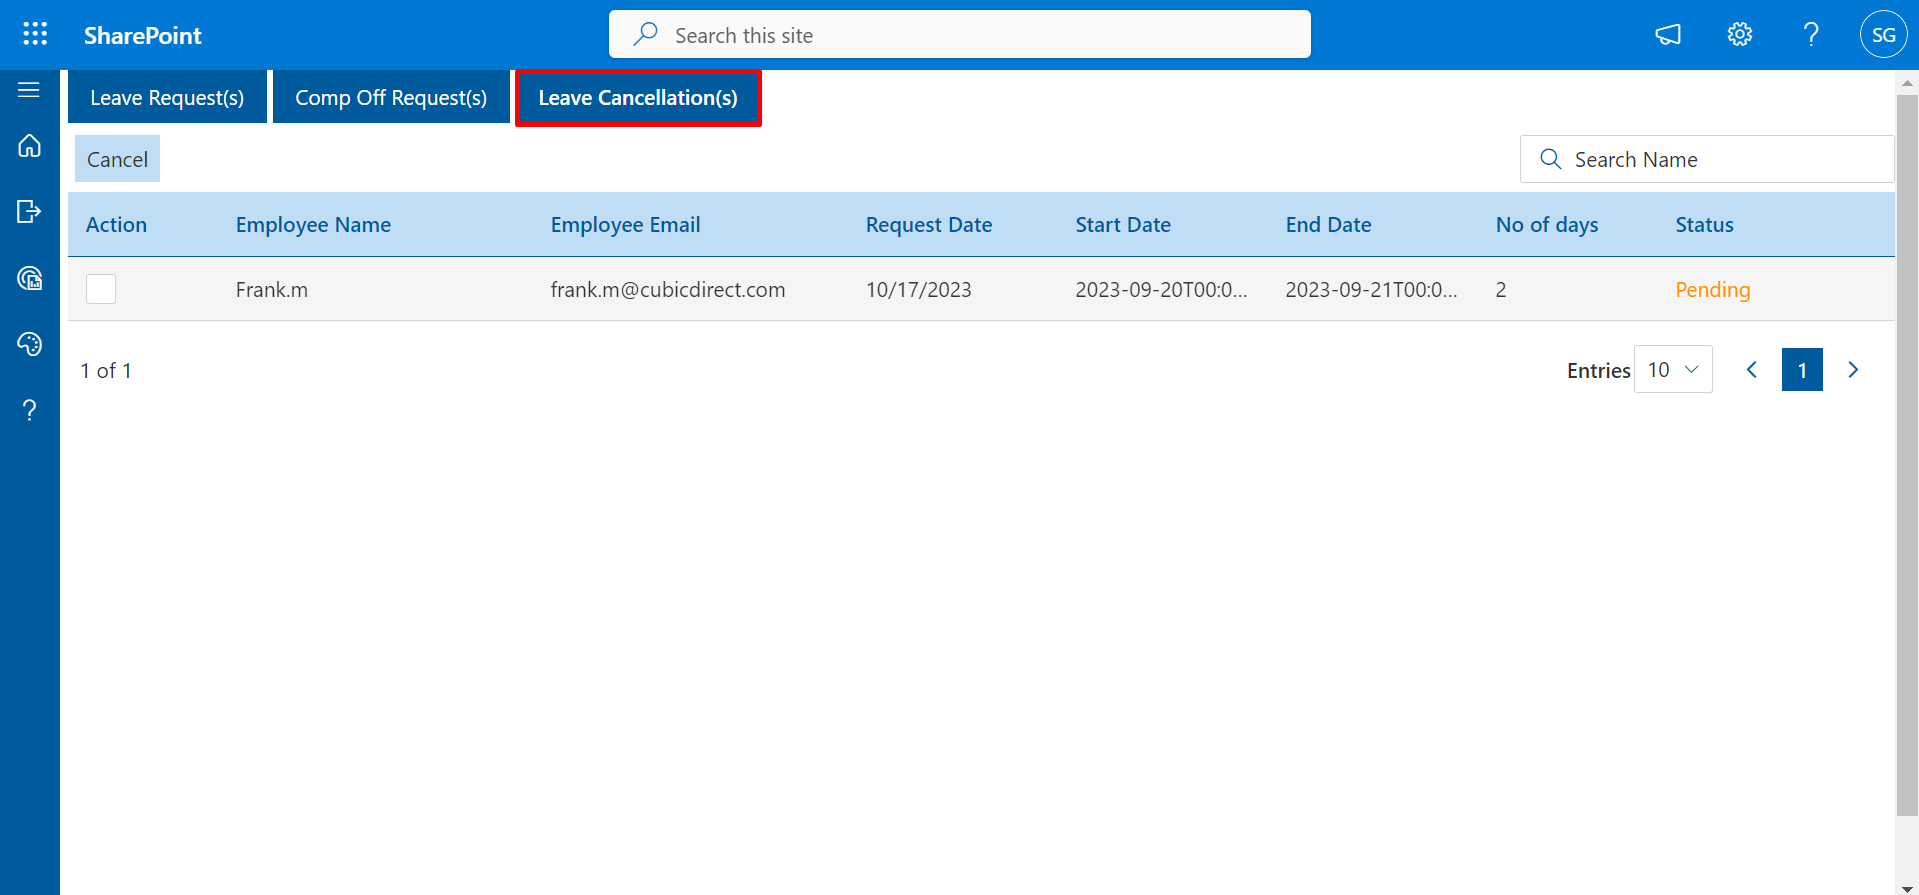 SharePoint
Search this site
SG
Leave Request(s) Comp Off Request(s) Leave Cancellation(s)
Cancel
Search Name
Action Employee Name Employee Email Request Date Start Date End Date No of days Status
Frank.m frank.m@cubicdirect.com 10/17/2023 2023-09-20T00:0... 2023-09-21T00:0... 2 Pending
1 of 1
Entries 10 1